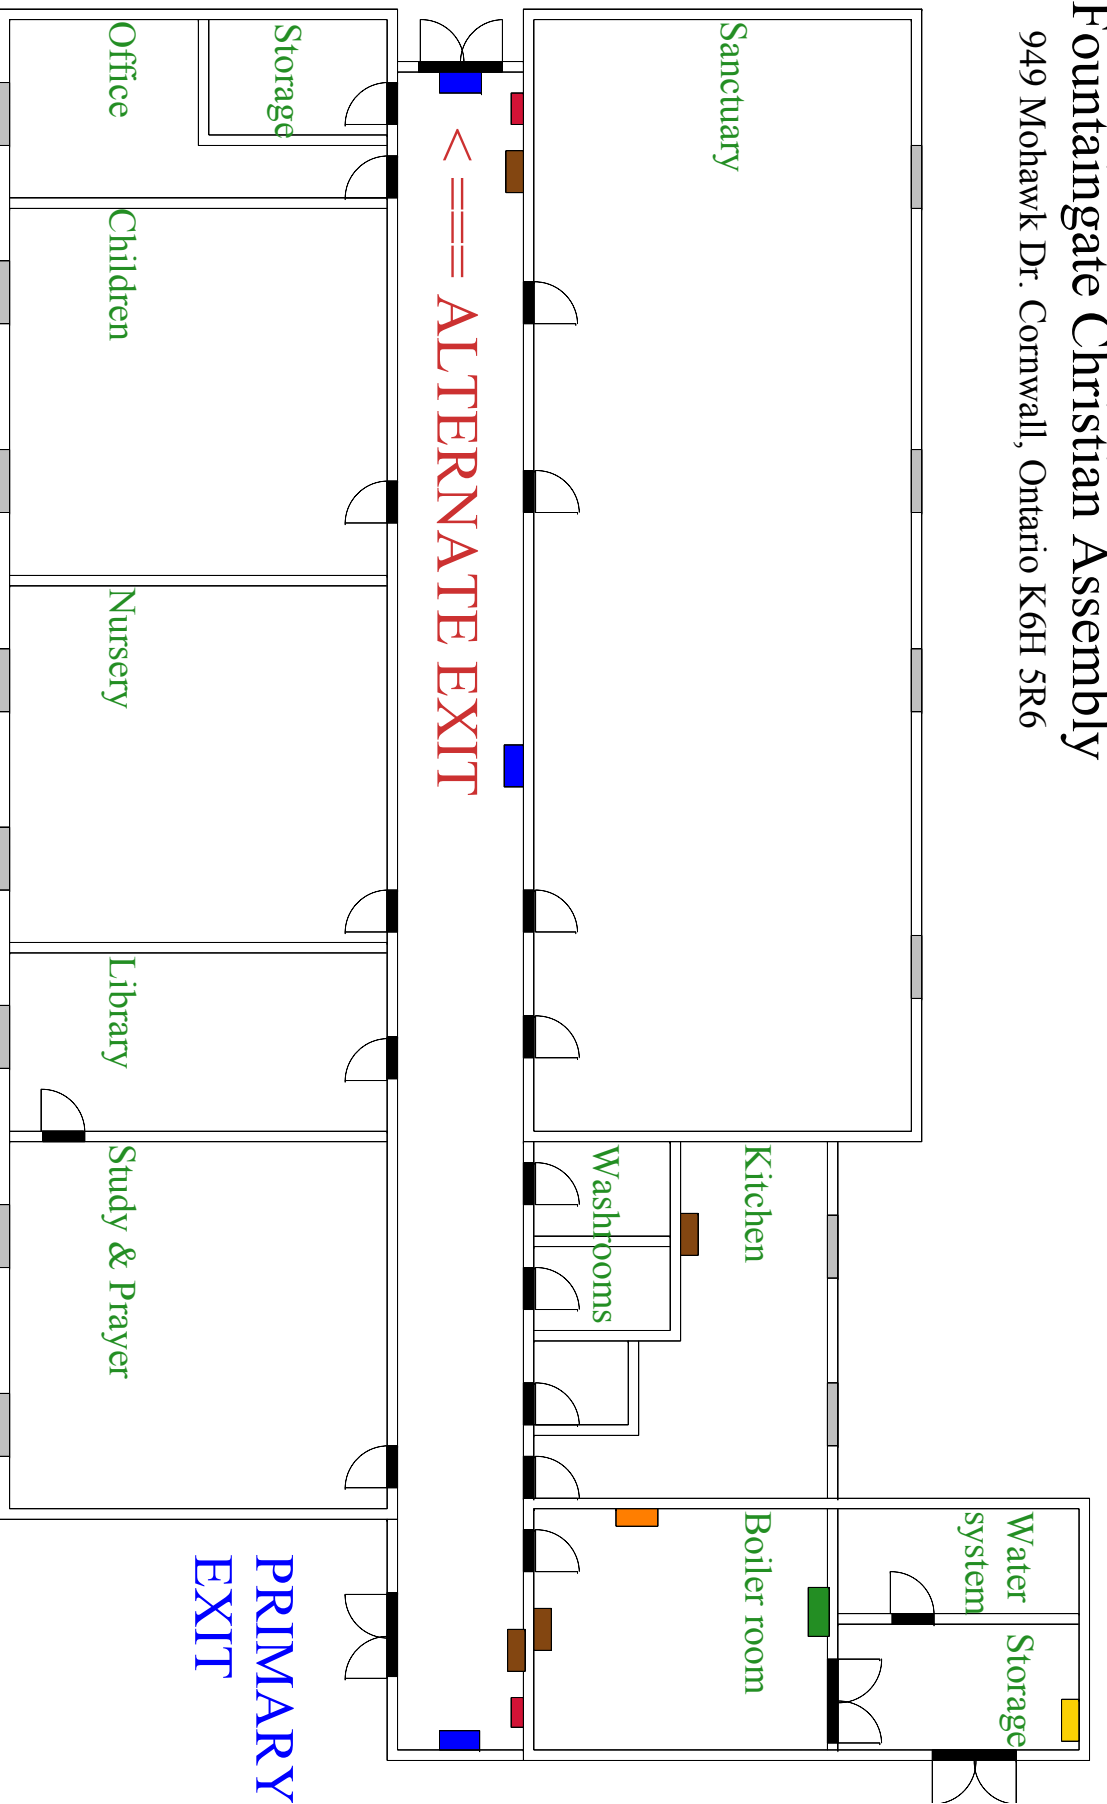 Fountaingate Christian Assembly
949 Mohawk Dr. Cornwall, Ontario K6H 5R6
Sanctuary
Kitchen
Washrooms
Boiler room
Water
system
Storage
<=== ALTERNATE EXIT
Storage
Office
Children
Nursery
Library
Study & Prayer
PRIMARY
EXIT